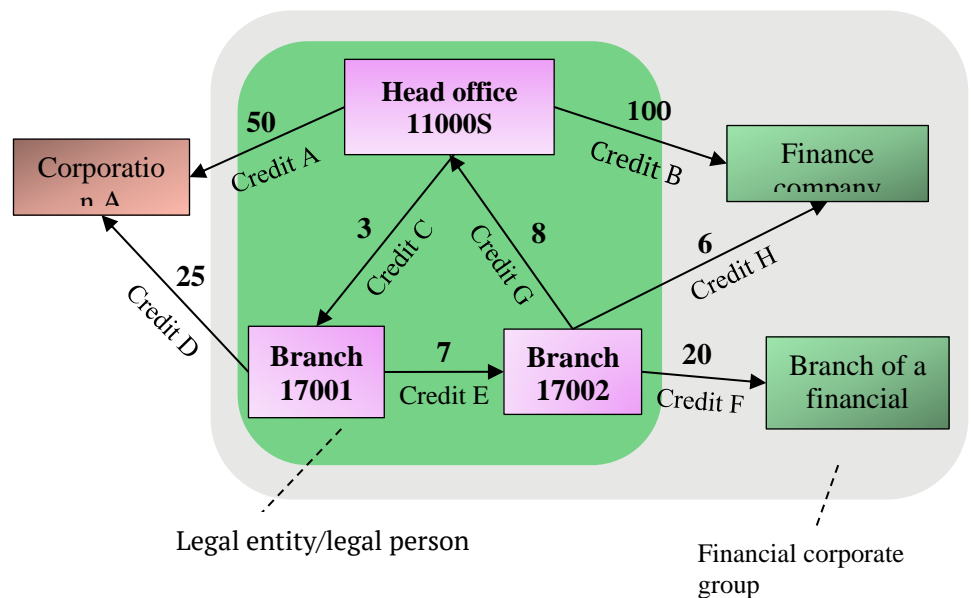 Head office
11000S
50
Credit A
100
Credit B
Corporatio
n A
Finance
company
3
Credit C
8
Credit G
6
Credit H
25
Credit D
Branch
17001
7
Credit E
Branch
17002
20
Credit F
Branch of a
financial
Legal entity/legal person
Financial corporate
group